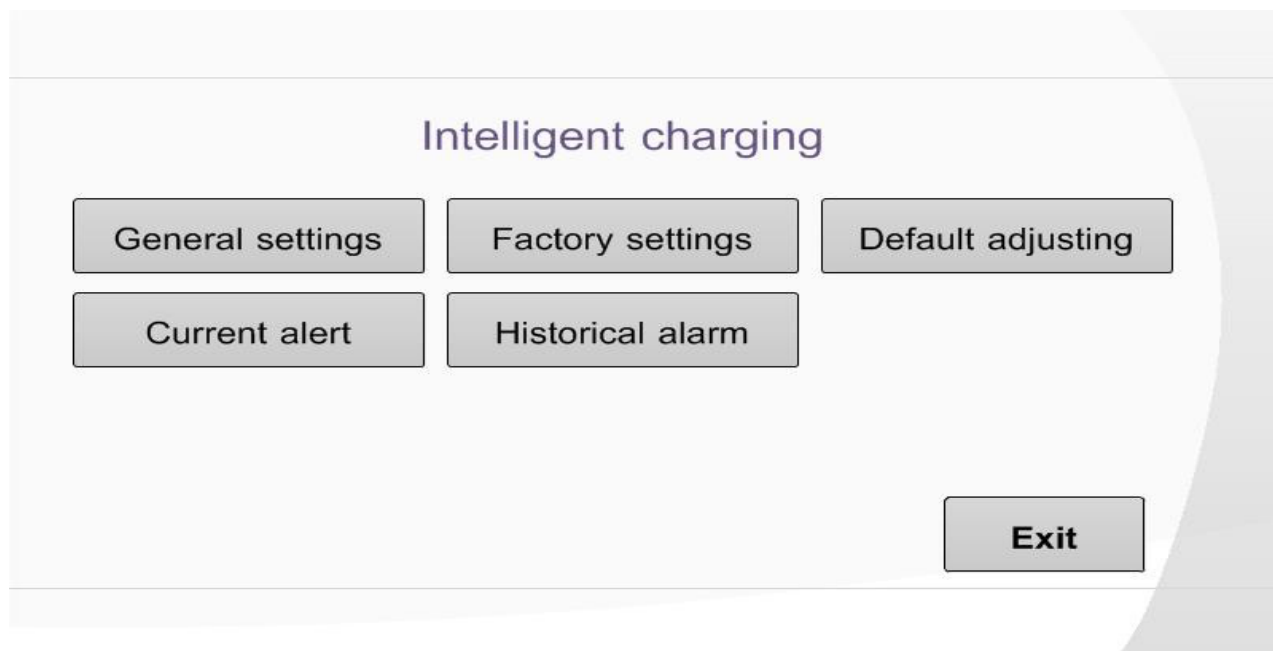 Intelligent charging
General settings Factory settings Default adjusting
Current alert Historical alarm
Exit